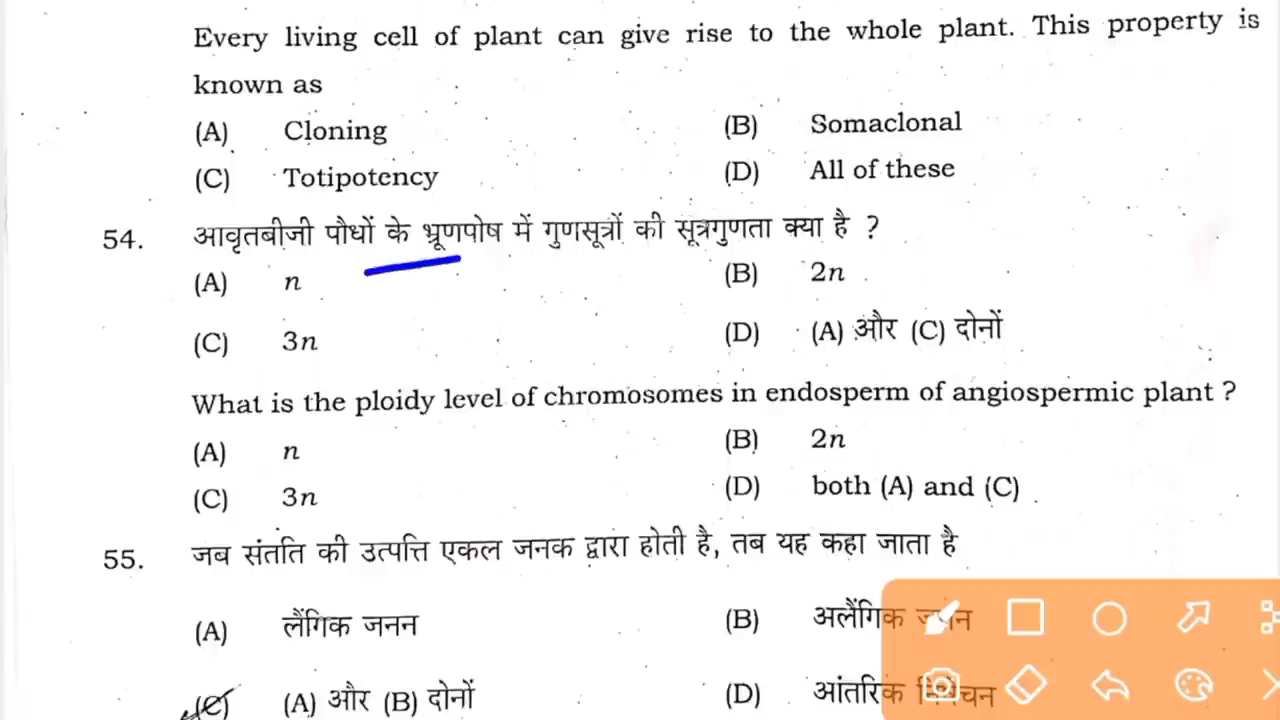 Every living cell of plant can give rise to the whole plant. This property is
known as
(A) Cloning (B) Somaclonal
(C) Totipotency (D) All of these
54. आवृतबीजी पौधों के भ्रूणपोष में गुणसूत्रों की सूत्रगुणता क्या है ?
(A) n (B) 2n
(C) 3n (D) (A) और (C) दोनों
What is the ploidy level of chromosomes in endosperm of angiospermic plant ?
(A) n (B) 2n
(C) 3n (D) both (A) and (C)
55. जब संतति की उत्पत्ति एकल जनक द्वारा होती है, तब यह कहा जाता है
(A) लैंगिक जनन (B) अलैंगिक जनन
(C) (A) और (B) दोनों (D) आंतरिक